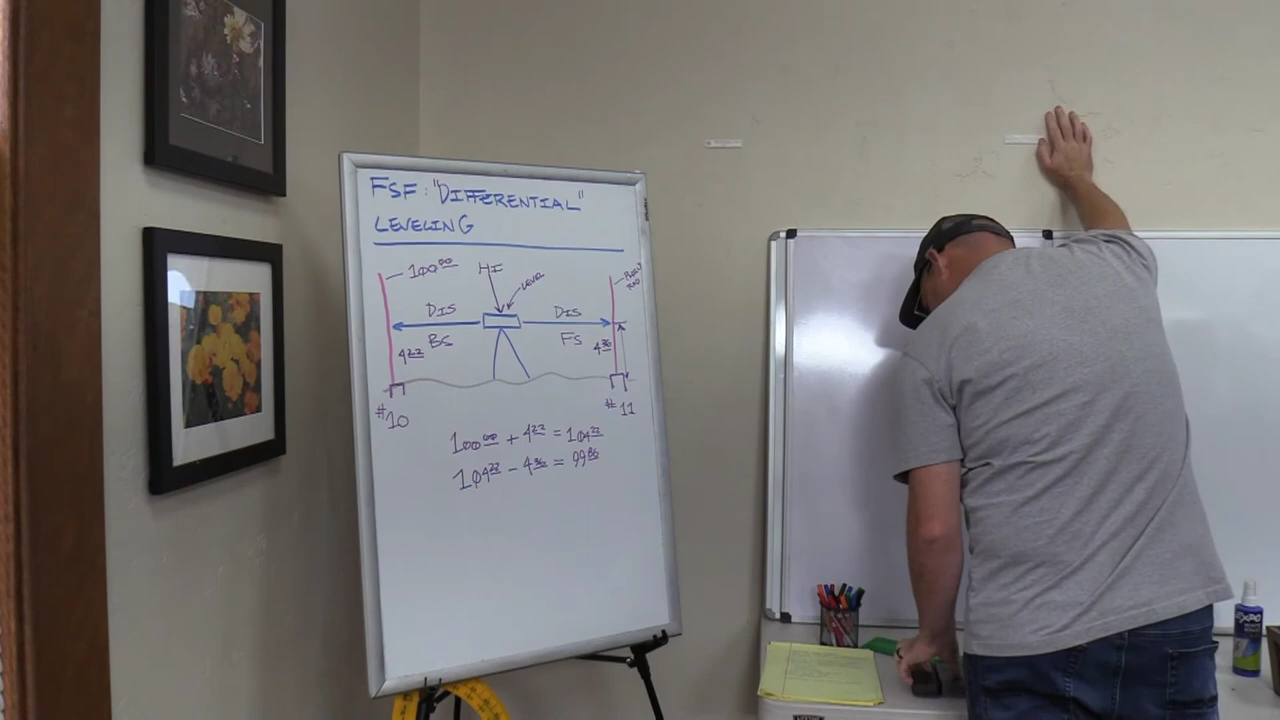 FSF: "DIFFERENTIAL"
LEVELING
100.00
HI
LEVEL
DIS
DIS
BS
FS
4.22
4.36
#10
#11
100.00 + 4.22 = 104.22
104.22 - 4.36 = 99.86
EXPO